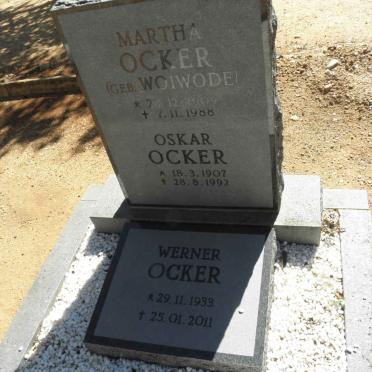 MARTHA
OCKER
(GEB. WOIWODE)
✝ 7.11.1988
OSKAR
OCKER
* 18.3.1907
✝ 28.8.1992
WERNER
OCKER
* 29.11.1933
✝ 25.01.2011